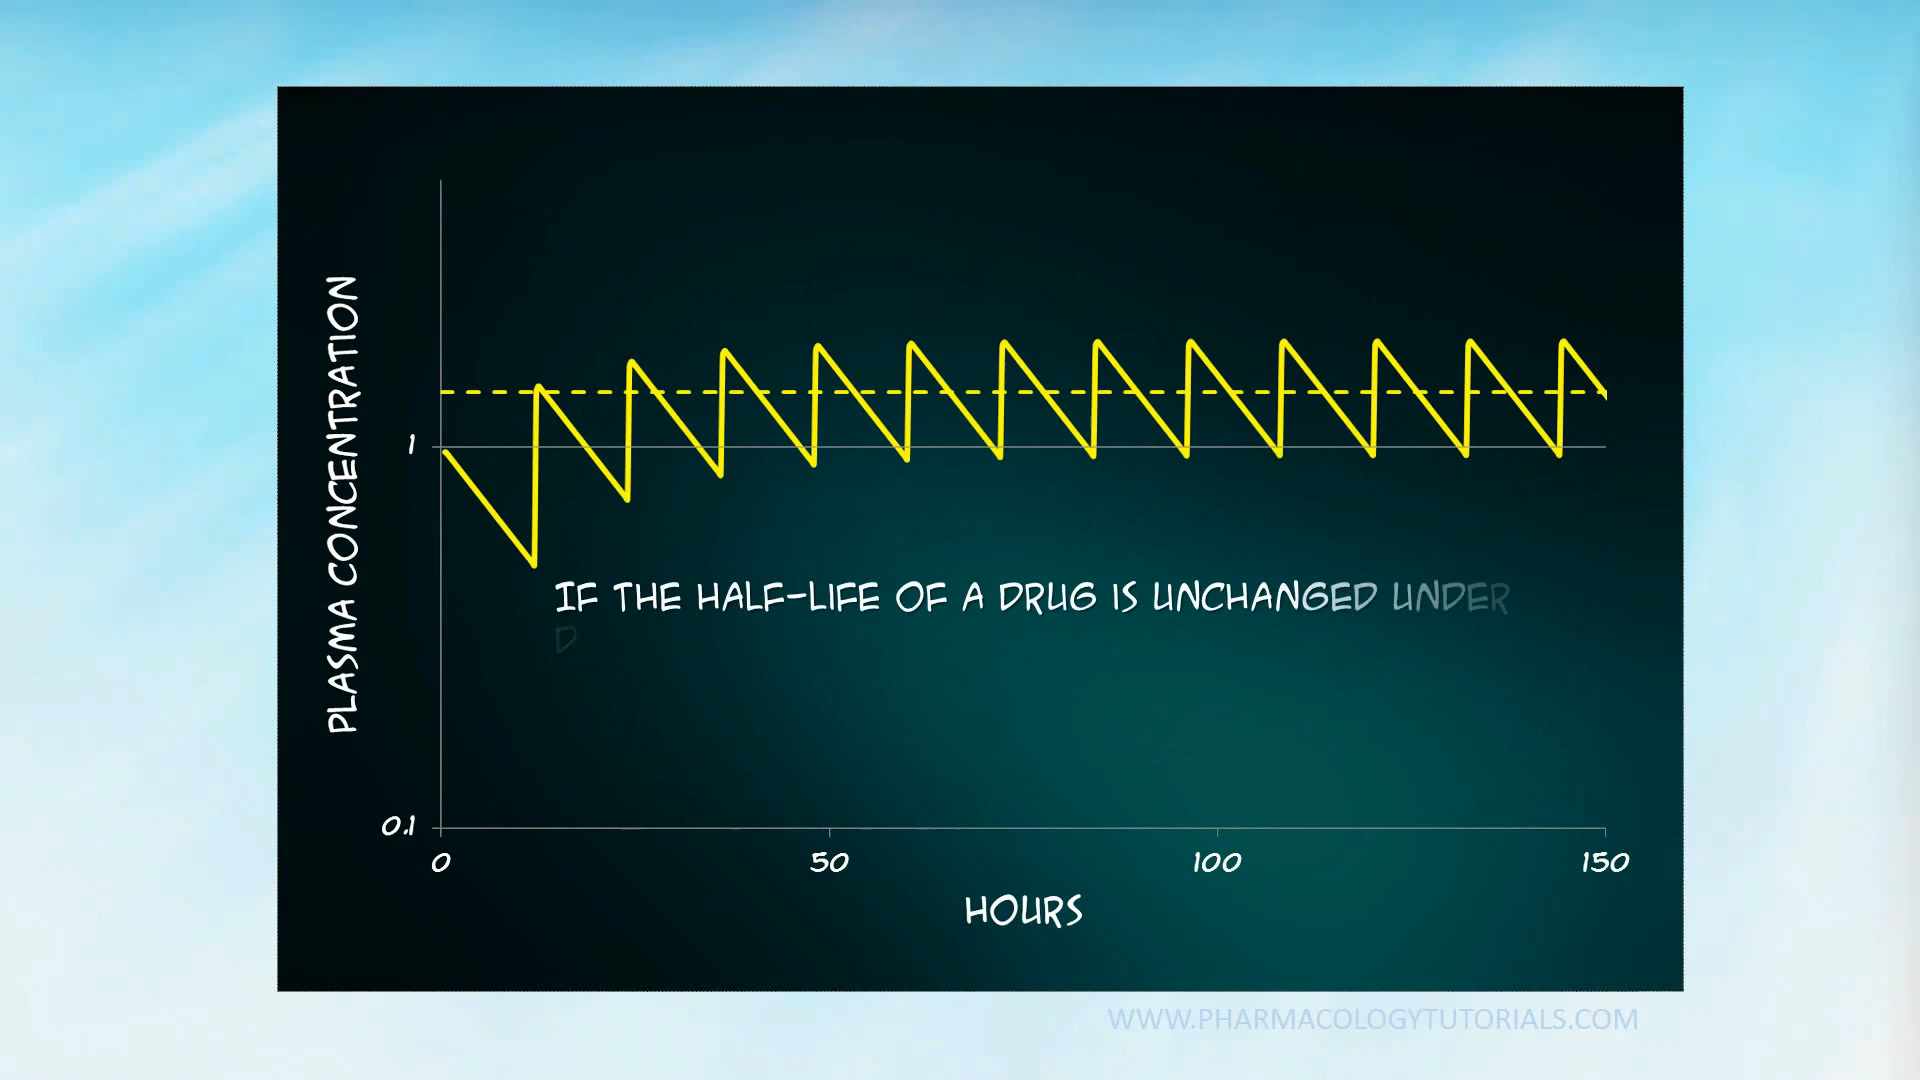 PLASMA CONCENTRATION
1
IF THE HALF-LIFE OF A DRUG IS UNCHANGED UNDER
D
0.1
0
50
100
150
HOURS
WWW.PHARMACOLOGYTUTORIALS.COM